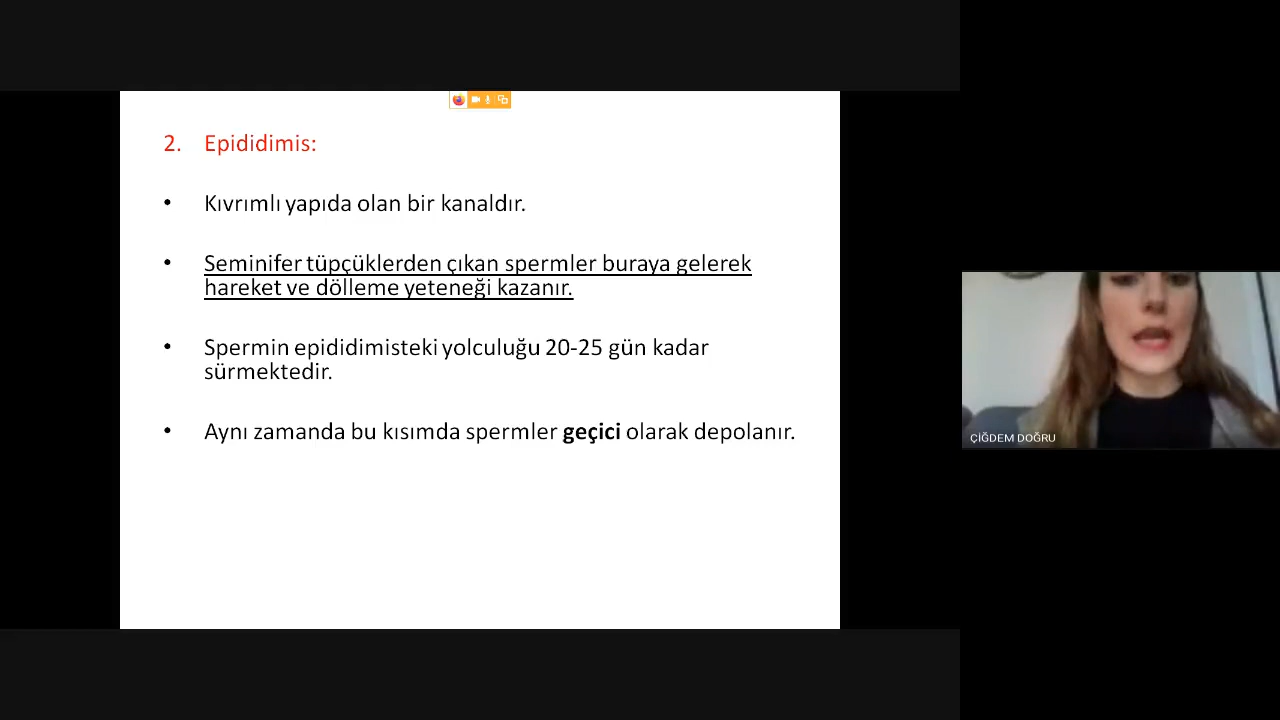 2. Epididimis:
• Kıvrımlı yapıda olan bir kanaldır.
• Seminifer tüpçüklerden çıkan spermler buraya gelerek
hareket ve dölleme yeteneği kazanır.
• Spermin epididimisteki yolculuğu 20-25 gün kadar
sürmektedir.
• Aynı zamanda bu kısımda spermler geçici olarak depolanır.
ÇİĞDEM DOĞRU